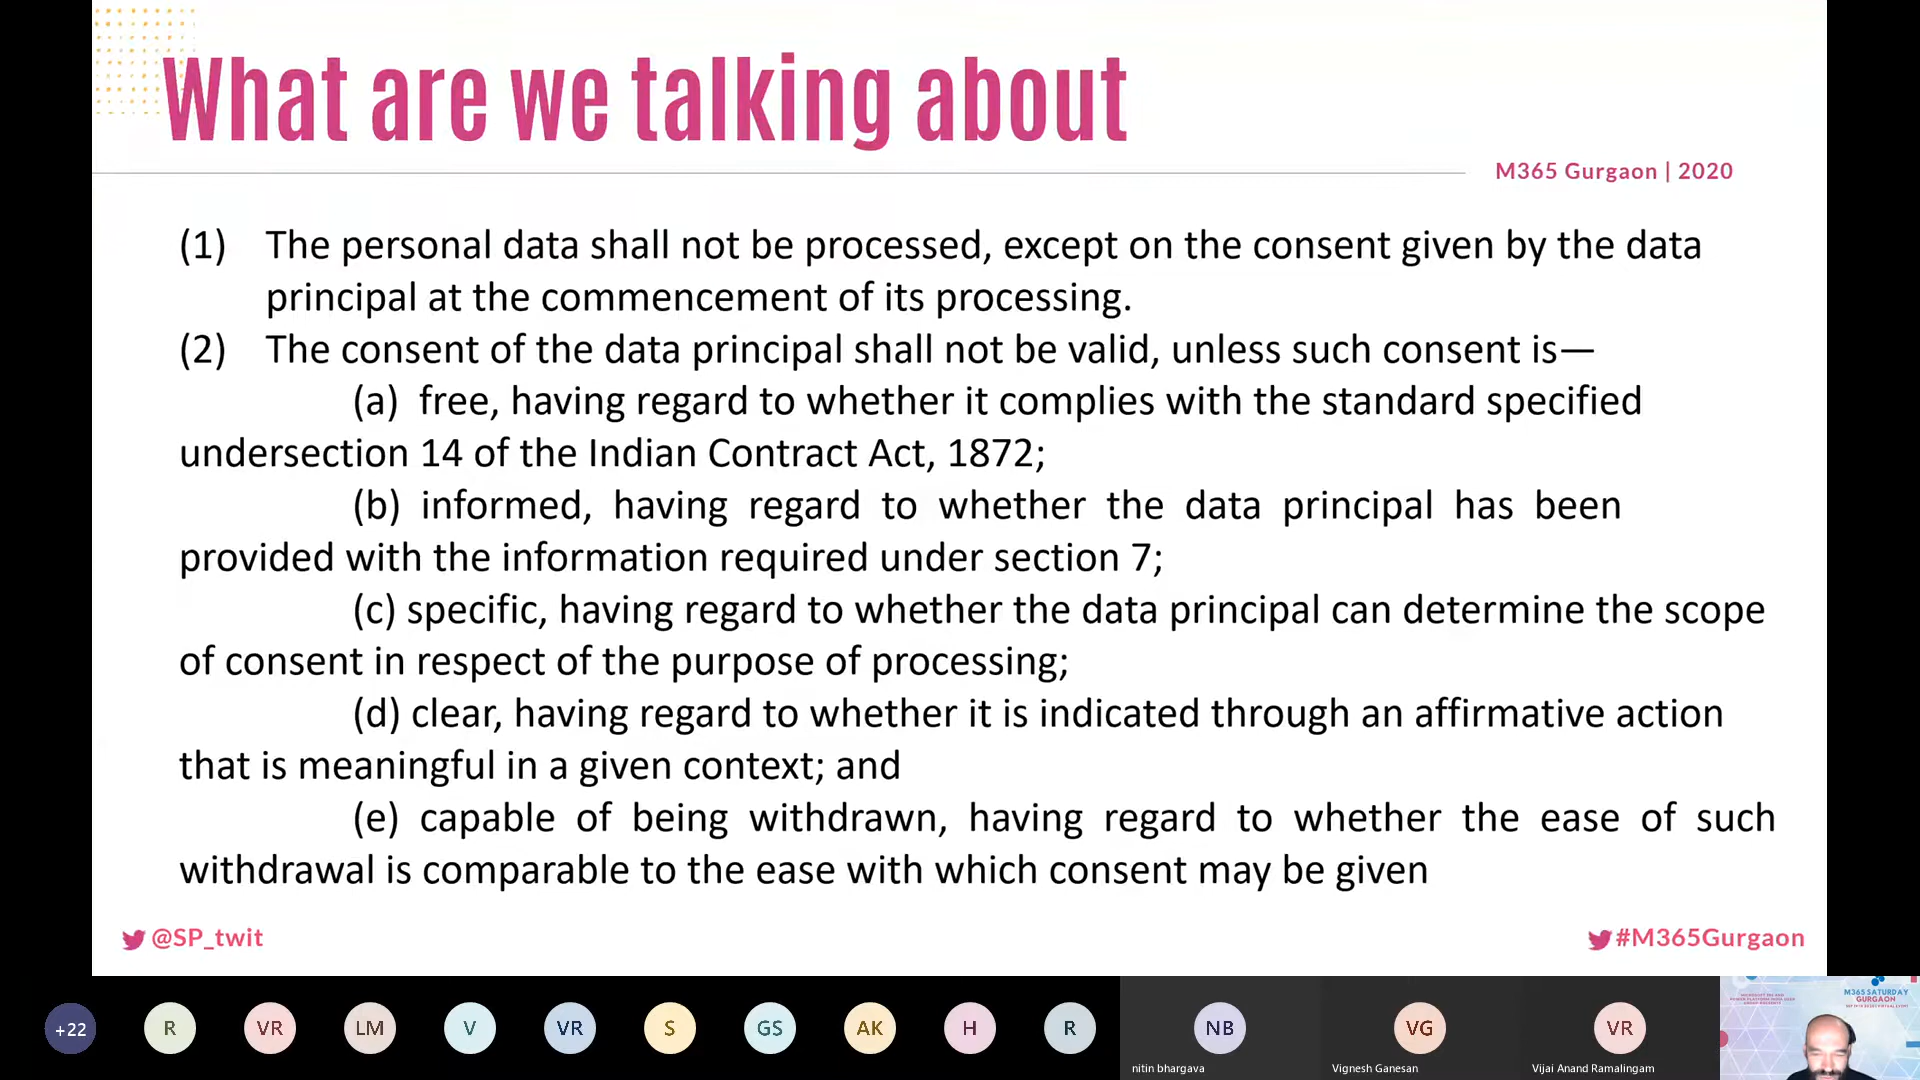 What are we talking about
M365 Gurgaon | 2020
(1) The personal data shall not be processed, except on the consent given by the data
principal at the commencement of its processing.
(2) The consent of the data principal shall not be valid, unless such consent is—
(a) free, having regard to whether it complies with the standard specified
undersection 14 of the Indian Contract Act, 1872;
(b) informed, having regard to whether the data principal has been
provided with the information required under section 7;
(c) specific, having regard to whether the data principal can determine the scope
of consent in respect of the purpose of processing;
(d) clear, having regard to whether it is indicated through an affirmative action
that is meaningful in a given context; and
(e) capable of being withdrawn, having regard to whether the ease of such
withdrawal is comparable to the ease with which consent may be given
@SP_twit
#M365Gurgaon
+22 R VR LM V VR S GS AK H R NB VG VR
nitin bhargava Vignesh Ganesan Vijai Anand Ramalingam
M365 SATURDAY
GURGAON